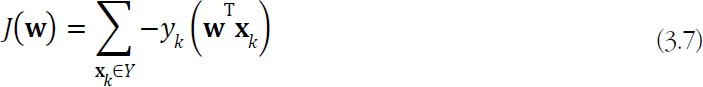 J(w) = ∑_{x_k∈Y} −y_k (w^T x_k) (3.7)